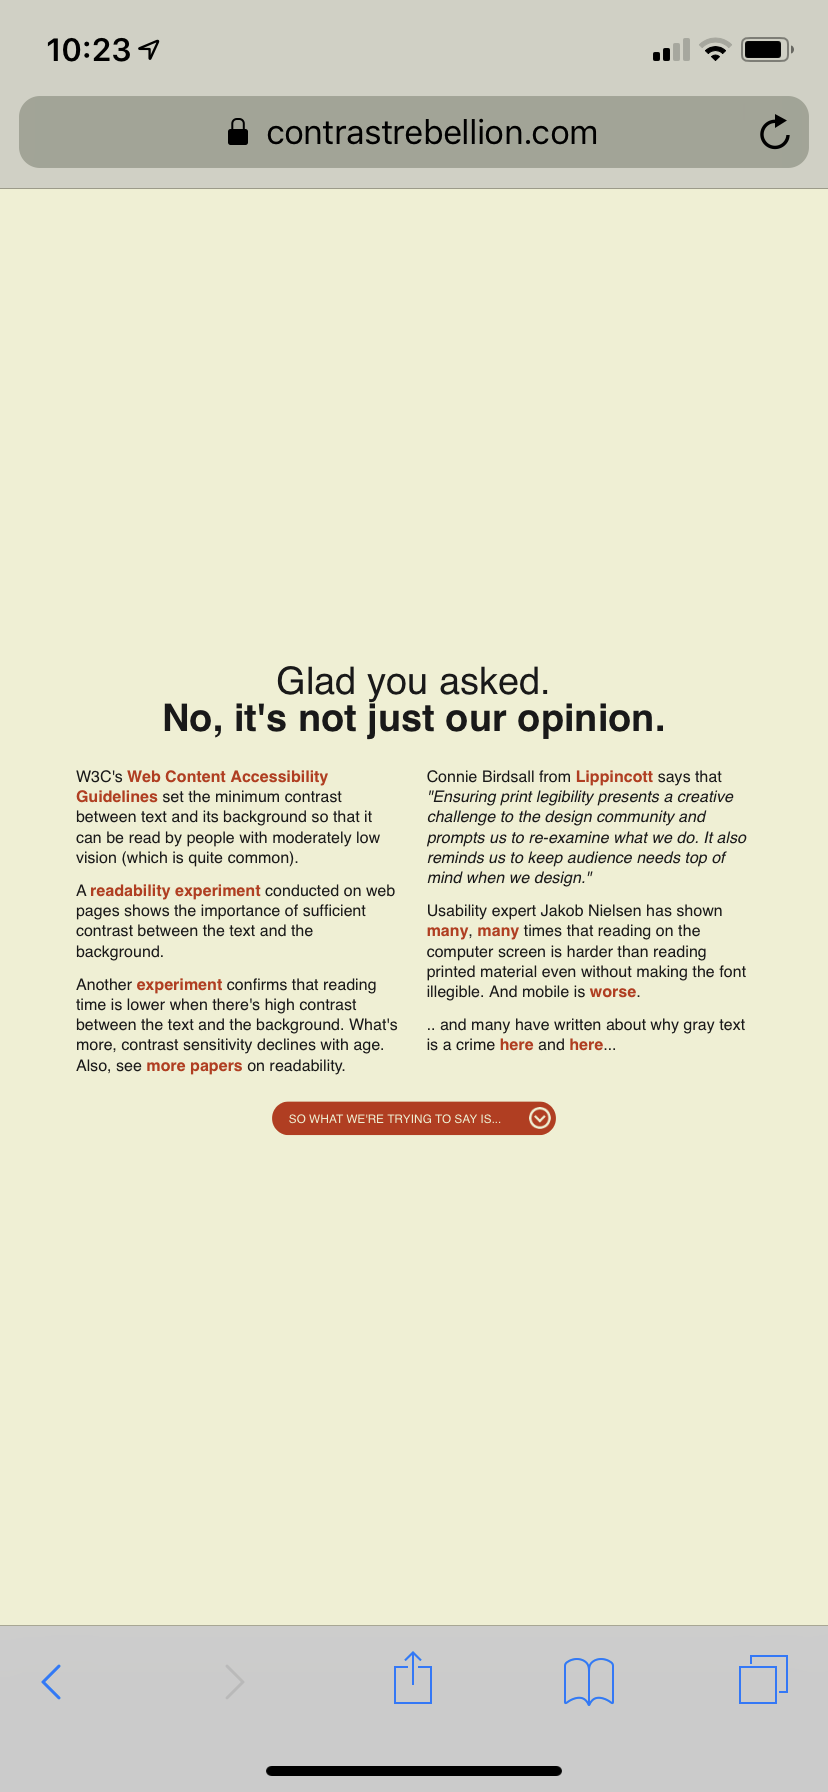 10:23
contrastrebellion.com
Glad you asked.
No, it's not just our opinion.
W3C's Web Content Accessibility
Guidelines set the minimum contrast
between text and its background so that it
can be read by people with moderately low
vision (which is quite common).
A readability experiment conducted on web
pages shows the importance of sufficient
contrast between the text and the
background.
Another experiment confirms that reading
time is lower when there's high contrast
between the text and the background. What's
more, contrast sensitivity declines with age.
Also, see more papers on readability.
Connie Birdsall from Lippincott says that
"Ensuring print legibility presents a creative
challenge to the design community and
prompts us to re-examine what we do. It also
reminds us to keep audience needs top of
mind when we design."
Usability expert Jakob Nielsen has shown
many, many times that reading on the
computer screen is harder than reading
printed material even without making the font
illegible. And mobile is worse.
.. and many have written about why gray text
is a crime here and here...
SO WHAT WE'RE TRYING TO SAY IS...